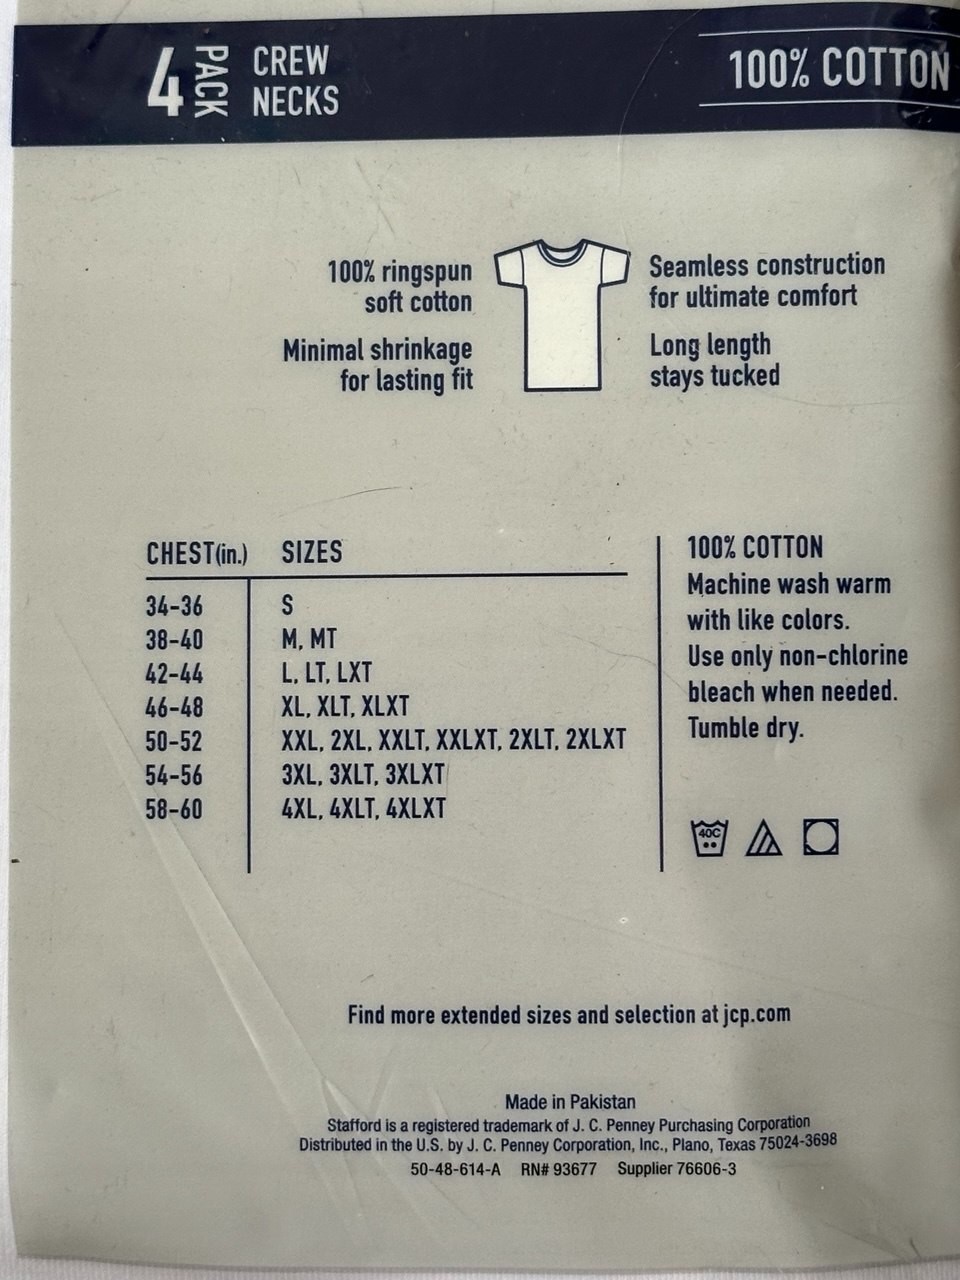 4 PACK
CREW
NECKS
100% COTTON
100% ringspun
soft cotton
Minimal shrinkage
for lasting fit
Seamless construction
for ultimate comfort
Long length
stays tucked
CHEST(in.) SIZES
34-36 S
38-40 M, MT
42-44 L, LT, LXT
46-48 XL, XLT, XLXT
50-52 XXL, 2XL, XXLT, XXLXT, 2XLT, 2XLXT
54-56 3XL, 3XLT, 3XLXT
58-60 4XL, 4XLT, 4XLXT
100% COTTON
Machine wash warm
with like colors.
Use only non-chlorine
bleach when needed.
Tumble dry.
40C
Find more extended sizes and selection at jcp.com
Made in Pakistan
Stafford is a registered trademark of J. C. Penney Purchasing Corporation
Distributed in the U.S. by J. C. Penney Corporation, Inc., Plano, Texas 75024-3698
50-48-614-A RN# 93677 Supplier 76606-3